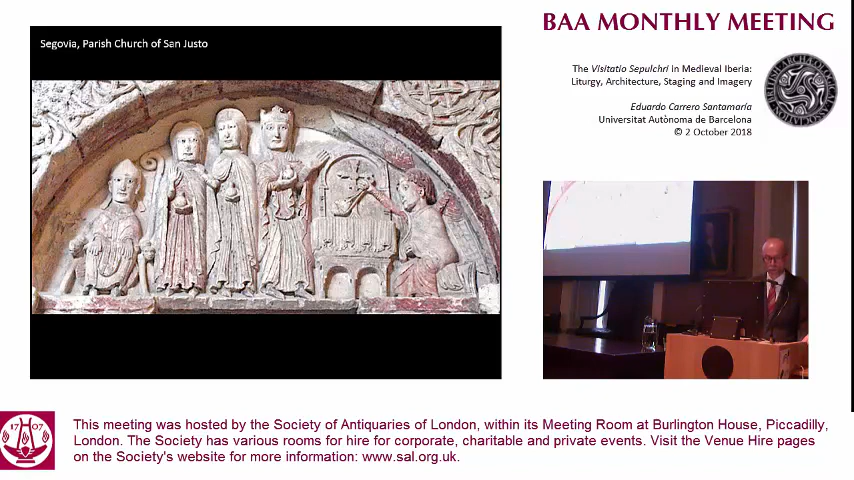 Segovia, Parish Church of San Justo
BAA MONTHLY MEETING
The Visitatio Sepulchri in Medieval Iberia:
Liturgy, Architecture, Staging and Imagery
Eduardo Carrero Santamaría
Universitat Autònoma de Barcelona
© 2 October 2018
17 07
This meeting was hosted by the Society of Antiquaries of London, within its Meeting Room at Burlington House, Piccadilly,
London. The Society has various rooms for hire for corporate, charitable and private events. Visit the Venue Hire pages
on the Society's website for more information: www.sal.org.uk.